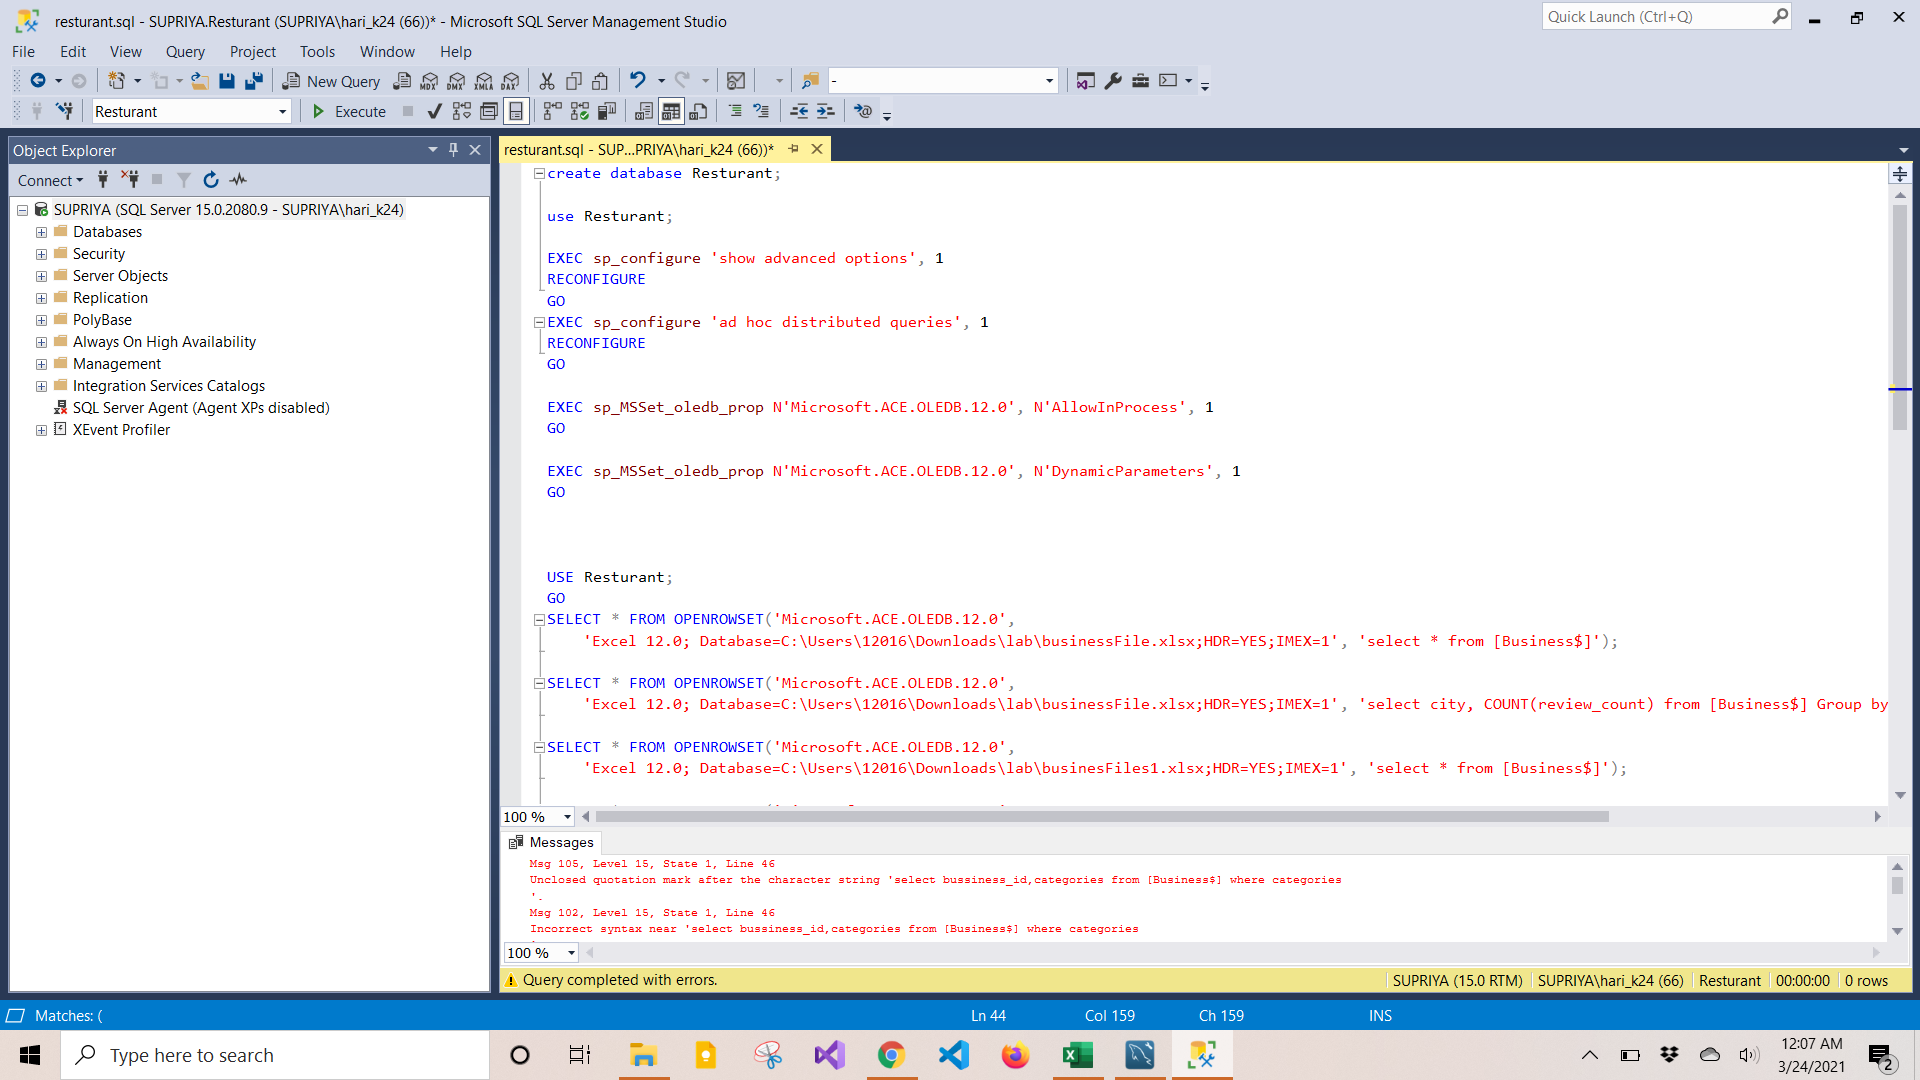 resturant.sql - SUPRIYA.Resturant (SUPRIYA\hari_k24 (66))* - Microsoft SQL Server Management Studio
Quick Launch (Ctrl+Q)
File Edit View Query Project Tools Window Help
New Query
MDX DMX XMLA DAX
-
Resturant
Execute
Object Explorer
resturant.sql - SUP...PRIYA\hari_k24 (66))*
Connect
SUPRIYA (SQL Server 15.0.2080.9 - SUPRIYA\hari_k24)
Databases
Security
Server Objects
Replication
PolyBase
Always On High Availability
Management
Integration Services Catalogs
SQL Server Agent (Agent XPs disabled)
XEvent Profiler
create database Resturant;
use Resturant;
EXEC sp_configure 'show advanced options', 1
RECONFIGURE
GO
EXEC sp_configure 'ad hoc distributed queries', 1
RECONFIGURE
GO
EXEC sp_MSSet_oledb_prop N'Microsoft.ACE.OLEDB.12.0', N'AllowInProcess', 1
GO
EXEC sp_MSSet_oledb_prop N'Microsoft.ACE.OLEDB.12.0', N'DynamicParameters', 1
GO
USE Resturant;
GO
SELECT * FROM OPENROWSET('Microsoft.ACE.OLEDB.12.0',
'Excel 12.0; Database=C:\Users\12016\Downloads\lab\businessFile.xlsx;HDR=YES;IMEX=1', 'select * from [Business$]');
SELECT * FROM OPENROWSET('Microsoft.ACE.OLEDB.12.0',
'Excel 12.0; Database=C:\Users\12016\Downloads\lab\businessFile.xlsx;HDR=YES;IMEX=1', 'select city, COUNT(review_count) from [Business$] Group by
SELECT * FROM OPENROWSET('Microsoft.ACE.OLEDB.12.0',
'Excel 12.0; Database=C:\Users\12016\Downloads\lab\businesFiles1.xlsx;HDR=YES;IMEX=1', 'select * from [Business$]');
100 %
Messages
Msg 105, Level 15, State 1, Line 46
Unclosed quotation mark after the character string 'select bussiness_id,categories from [Business$] where categories
'.
Msg 102, Level 15, State 1, Line 46
Incorrect syntax near 'select bussiness_id,categories from [Business$] where categories
100 %
Query completed with errors.
SUPRIYA (15.0 RTM) SUPRIYA\hari_k24 (66) Resturant 00:00:00 0 rows
Matches: (
Ln 44 Col 159 Ch 159 INS
Type here to search
12:07 AM
3/24/2021
2